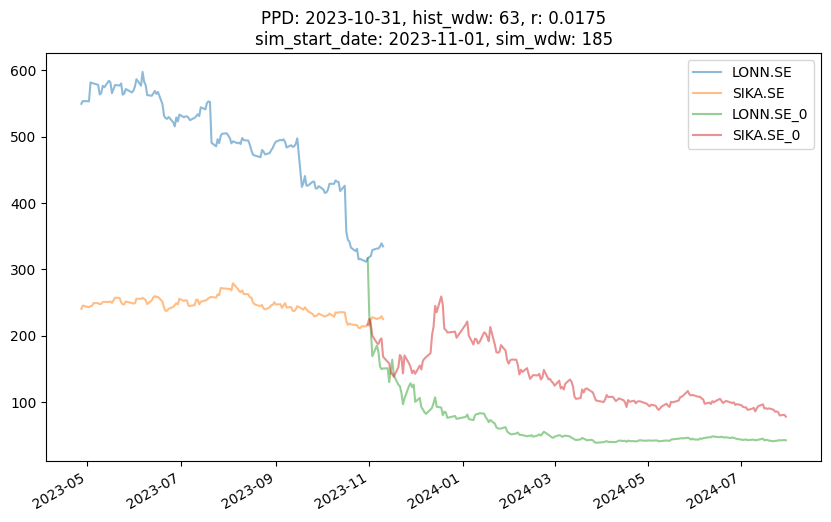 PPD: 2023-10-31, hist_wdw: 63, r: 0.0175
sim_start_date: 2023-11-01, sim_wdw: 185
600
500
400
300
200
100
LONN.SE
SIKA.SE
LONN.SE_0
SIKA.SE_0
2023-05
2023-07
2023-09
2023-11
2024-01
2024-03
2024-05
2024-07